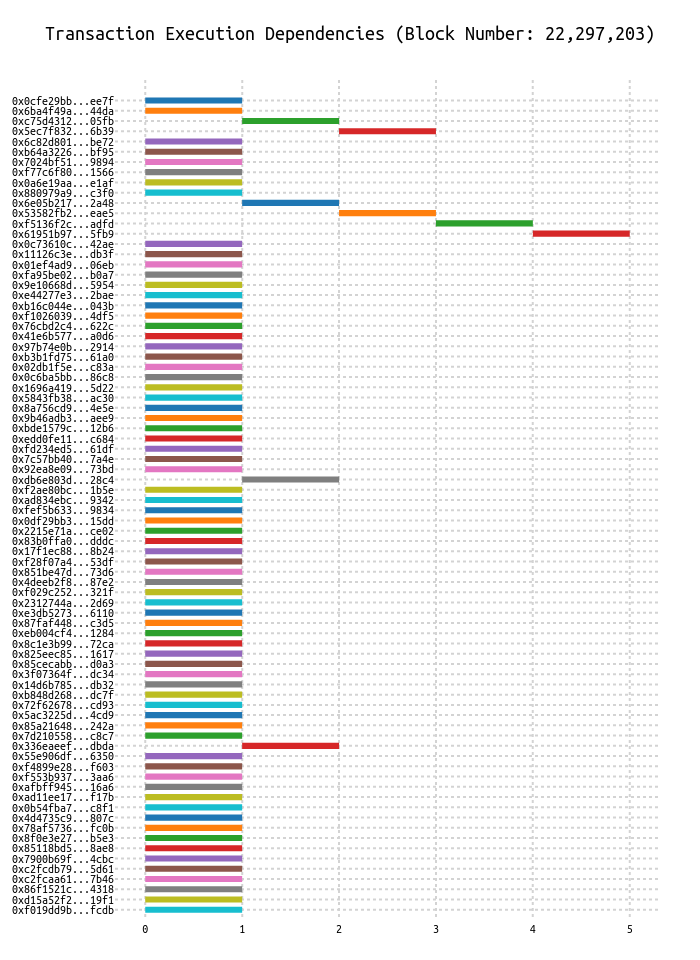 Transaction Execution Dependencies (Block Number: 22,297,203)
0x0cfe29bb...ee7f
0x6ba4f49a...44da
0xc75d4312...05fb
0x5ec7f832...6b39
0x6c82d801...be72
0xb64a3226...bf95
0x7024bf51...9894
0xf77c6f80...1566
0x0a6e19aa...e1af
0x880979a9...c3f0
0x6e05b217...2a48
0x53582fb2...eae5
0xf5136f2c...adfd
0x61951b97...5fb9
0x0c73610c...42ae
0x11126c3e...db3f
0x01ef4ad9...06eb
0xfa95be02...b0a7
0x9e10668d...5954
0xe44277e3...2bae
0xb16c044e...043b
0xf1026039...4df5
0x76cbd2c4...622c
0x41e6b577...a0d6
0x97b74e0b...2914
0xb3b1fd75...61a0
0x02db1f5e...c83a
0x0c6ba5bb...86c8
0x1696a419...5d22
0x5843fb38...ac30
0x8a756cd9...4e5e
0x9b46adb3...aee9
0xbde1579c...12b6
0xedd0fe11...c684
0xfd234ed5...61df
0x7c57bb40...7a4e
0x92ea8e09...73bd
0xdb6e803d...28c4
0xf2ae80bc...1b5e
0xad834ebc...9342
0xfef5b633...9834
0x0df29bb3...15dd
0x2215e71a...ce02
0x83b0ffa0...dddc
0x17f1ec88...8b24
0xf28f07a4...53df
0x851be47d...73d6
0x4deeb2f8...87e2
0xf029c252...321f
0x2312744a...2d69
0xe3db5273...6110
0x87faf448...c3d5
0xeb004cf4...1284
0x8c1e3b99...72ca
0x825eec85...1617
0x85cecabb...d0a3
0x3f07364f...dc34
0x14d6b785...db32
0xb848d268...dc7f
0x72f62678...cd93
0x5ac3225d...4cd9
0x85a21648...242a
0x7d210558...c8c7
0x336eaeef...dbda
0x55e906df...6350
0xf4899e28...f603
0xf553b937...3aa6
0xafbff945...16a6
0xad11ee17...f17b
0x0b54fba7...c8f1
0x4d4735c9...807c
0x78af5736...fc0b
0x8f0e3e27...b5e3
0x85118bd5...8ae8
0x7900b69f...4cbc
0xc2fcdb79...5d61
0xc2fcaa61...7b46
0x86f1521c...4318
0xd15a52f2...19f1
0xf019dd9b...fcdb
0 1 2 3 4 5